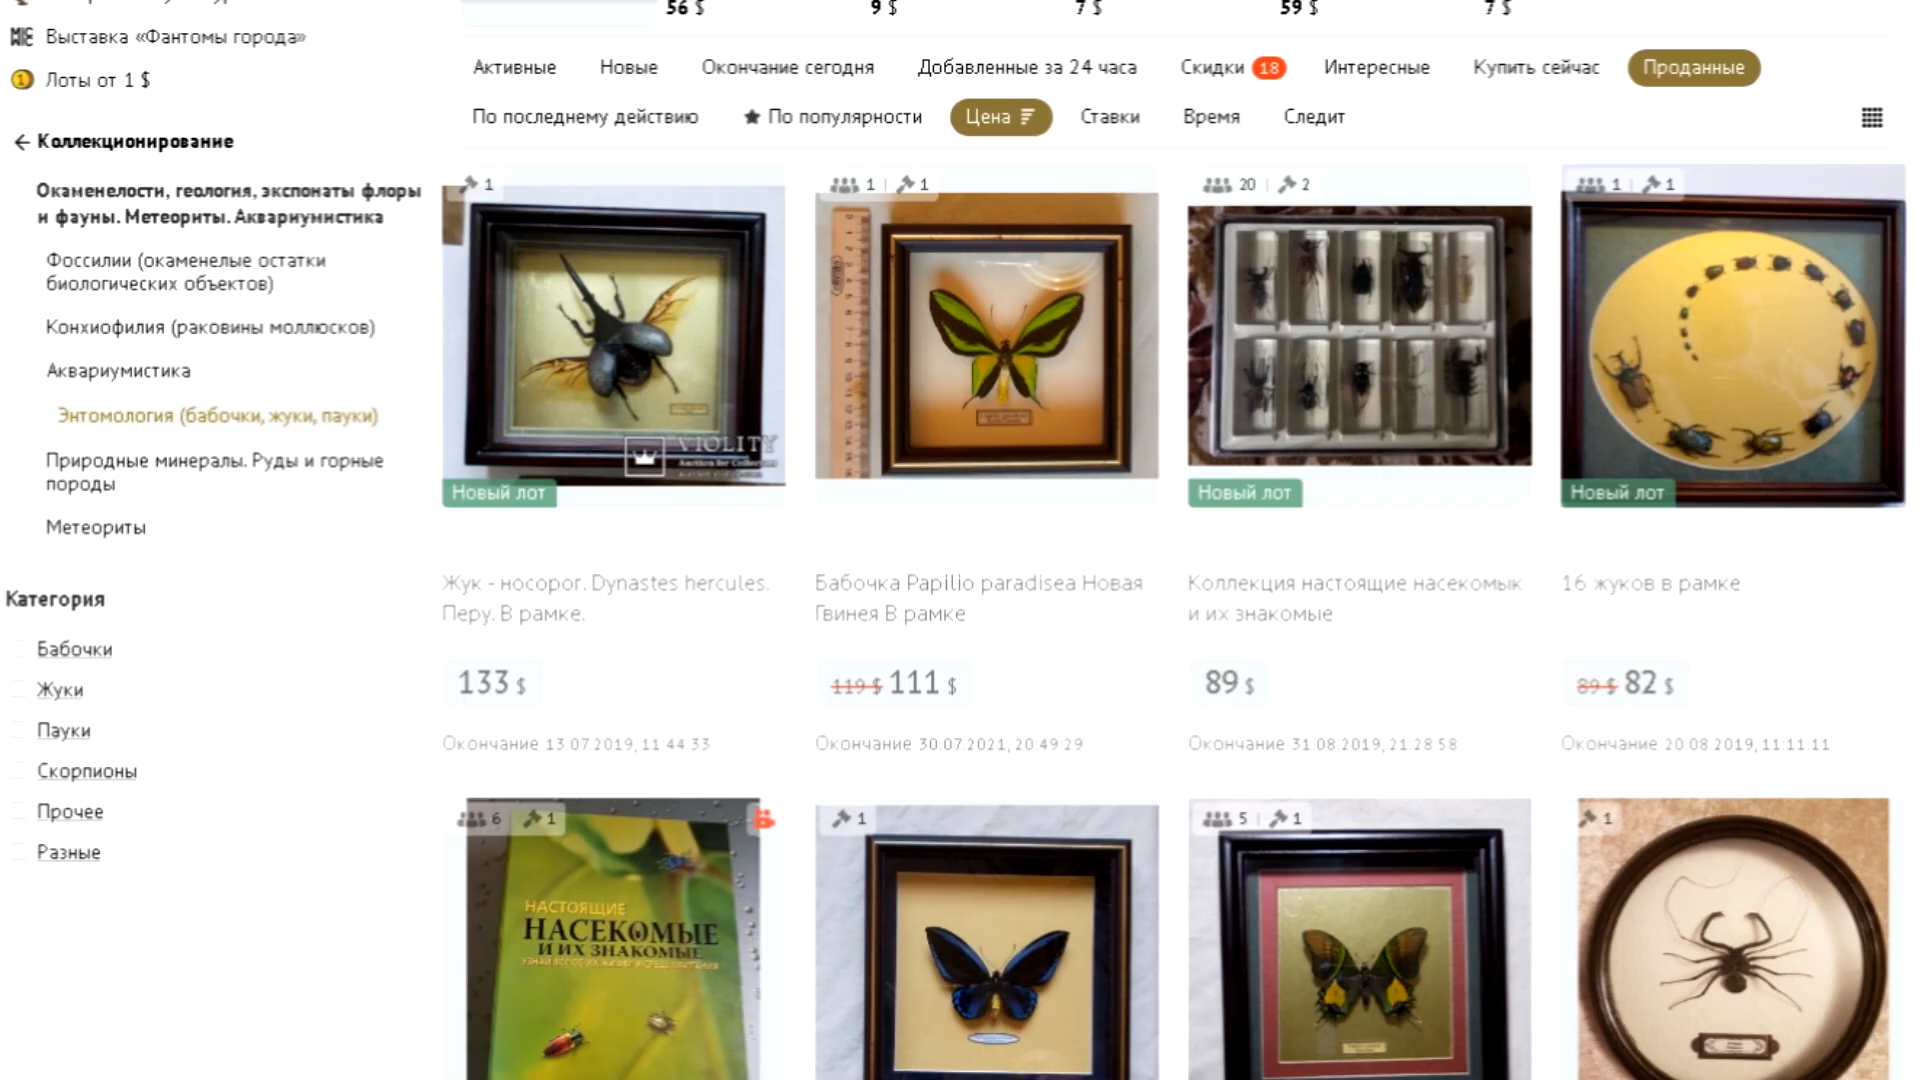 56 $
9 $
7 $
59 $
7 $
Выставка «Фантомы города»
1 Лоты от 1 $
Активные
Новые
Окончание сегодня
Добавленные за 24 часа
Скидки 18
Интересные
Купить сейчас
Проданные
По последнему действию
По популярности
Цена
Ставки
Время
Следит
Коллекционирование
Окаменелости, геология, экспонаты флоры
и фауны. Метеориты. Аквариумистика
Фоссилии (окаменелые остатки
биологических объектов)
Конхиофилия (раковины моллюсков)
Аквариумистика
Энтомология (бабочки, жуки, пауки)
Природные минералы. Руды и горные
породы
Метеориты
Категория
Бабочки
Жуки
Пауки
Скорпионы
Прочее
Разные
1
VIOLITY
Новый лот
Жук - носорог. Dynastes hercules.
Перу. В рамке.
133 $
Окончание 13 07 2019, 11 44 33
1 | 1
Бабочка Papilio paradisea Новая
Гвинея В рамке
119 $ 111 $
Окончание 30.07.2021, 20 49 29
20 | 2
Новый лот
Коллекция настоящие насекомык
и их знакомые
89 $
Окончание 31 08 2019, 21:28 58
1 | 1
Новый лот
16 жуков в рамке
89 $ 82 $
Окончание 20 08 2019, 11:11 11
6 1
НАСТОЯЩИЕ
НАСЕКОМЫЕ
И ИХ ЗНАКОМЫЕ
1
5 | 1
1